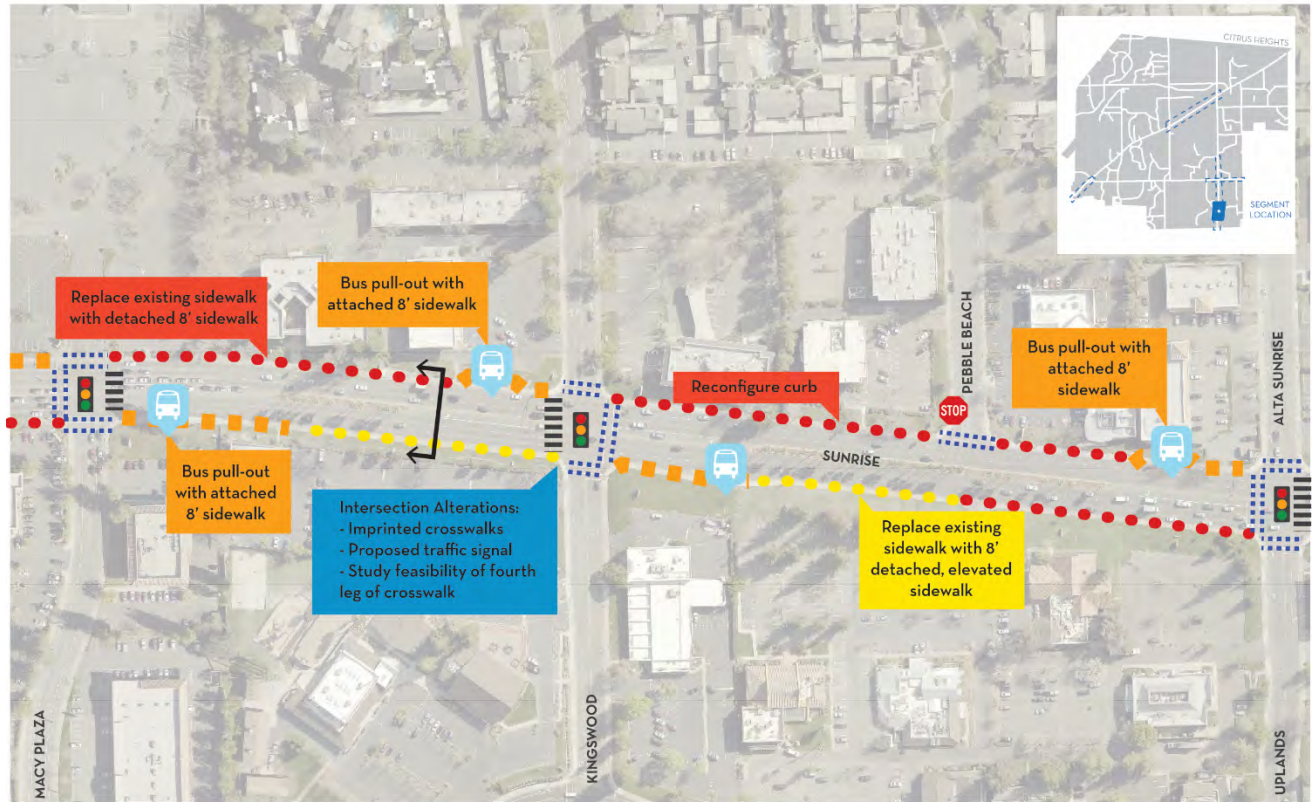 CITRUS HEIGHTS
SEGMENT
LOCATION
Replace existing sidewalk
with detached 8' sidewalk
Bus pull-out with
attached 8' sidewalk
Bus pull-out
with attached
8' sidewalk
Intersection Alterations:
- Imprinted crosswalks
- Proposed traffic signal
- Study feasibility of fourth
leg of crosswalk
Reconfigure curb
STOP
PEBBLE BEACH
SUNRISE
Bus pull-out with
attached 8'
sidewalk
Replace existing
sidewalk with 8'
detached, elevated
sidewalk
ALTA SUNRISE
MACY PLAZA
KINGSWOOD
UPLANDS